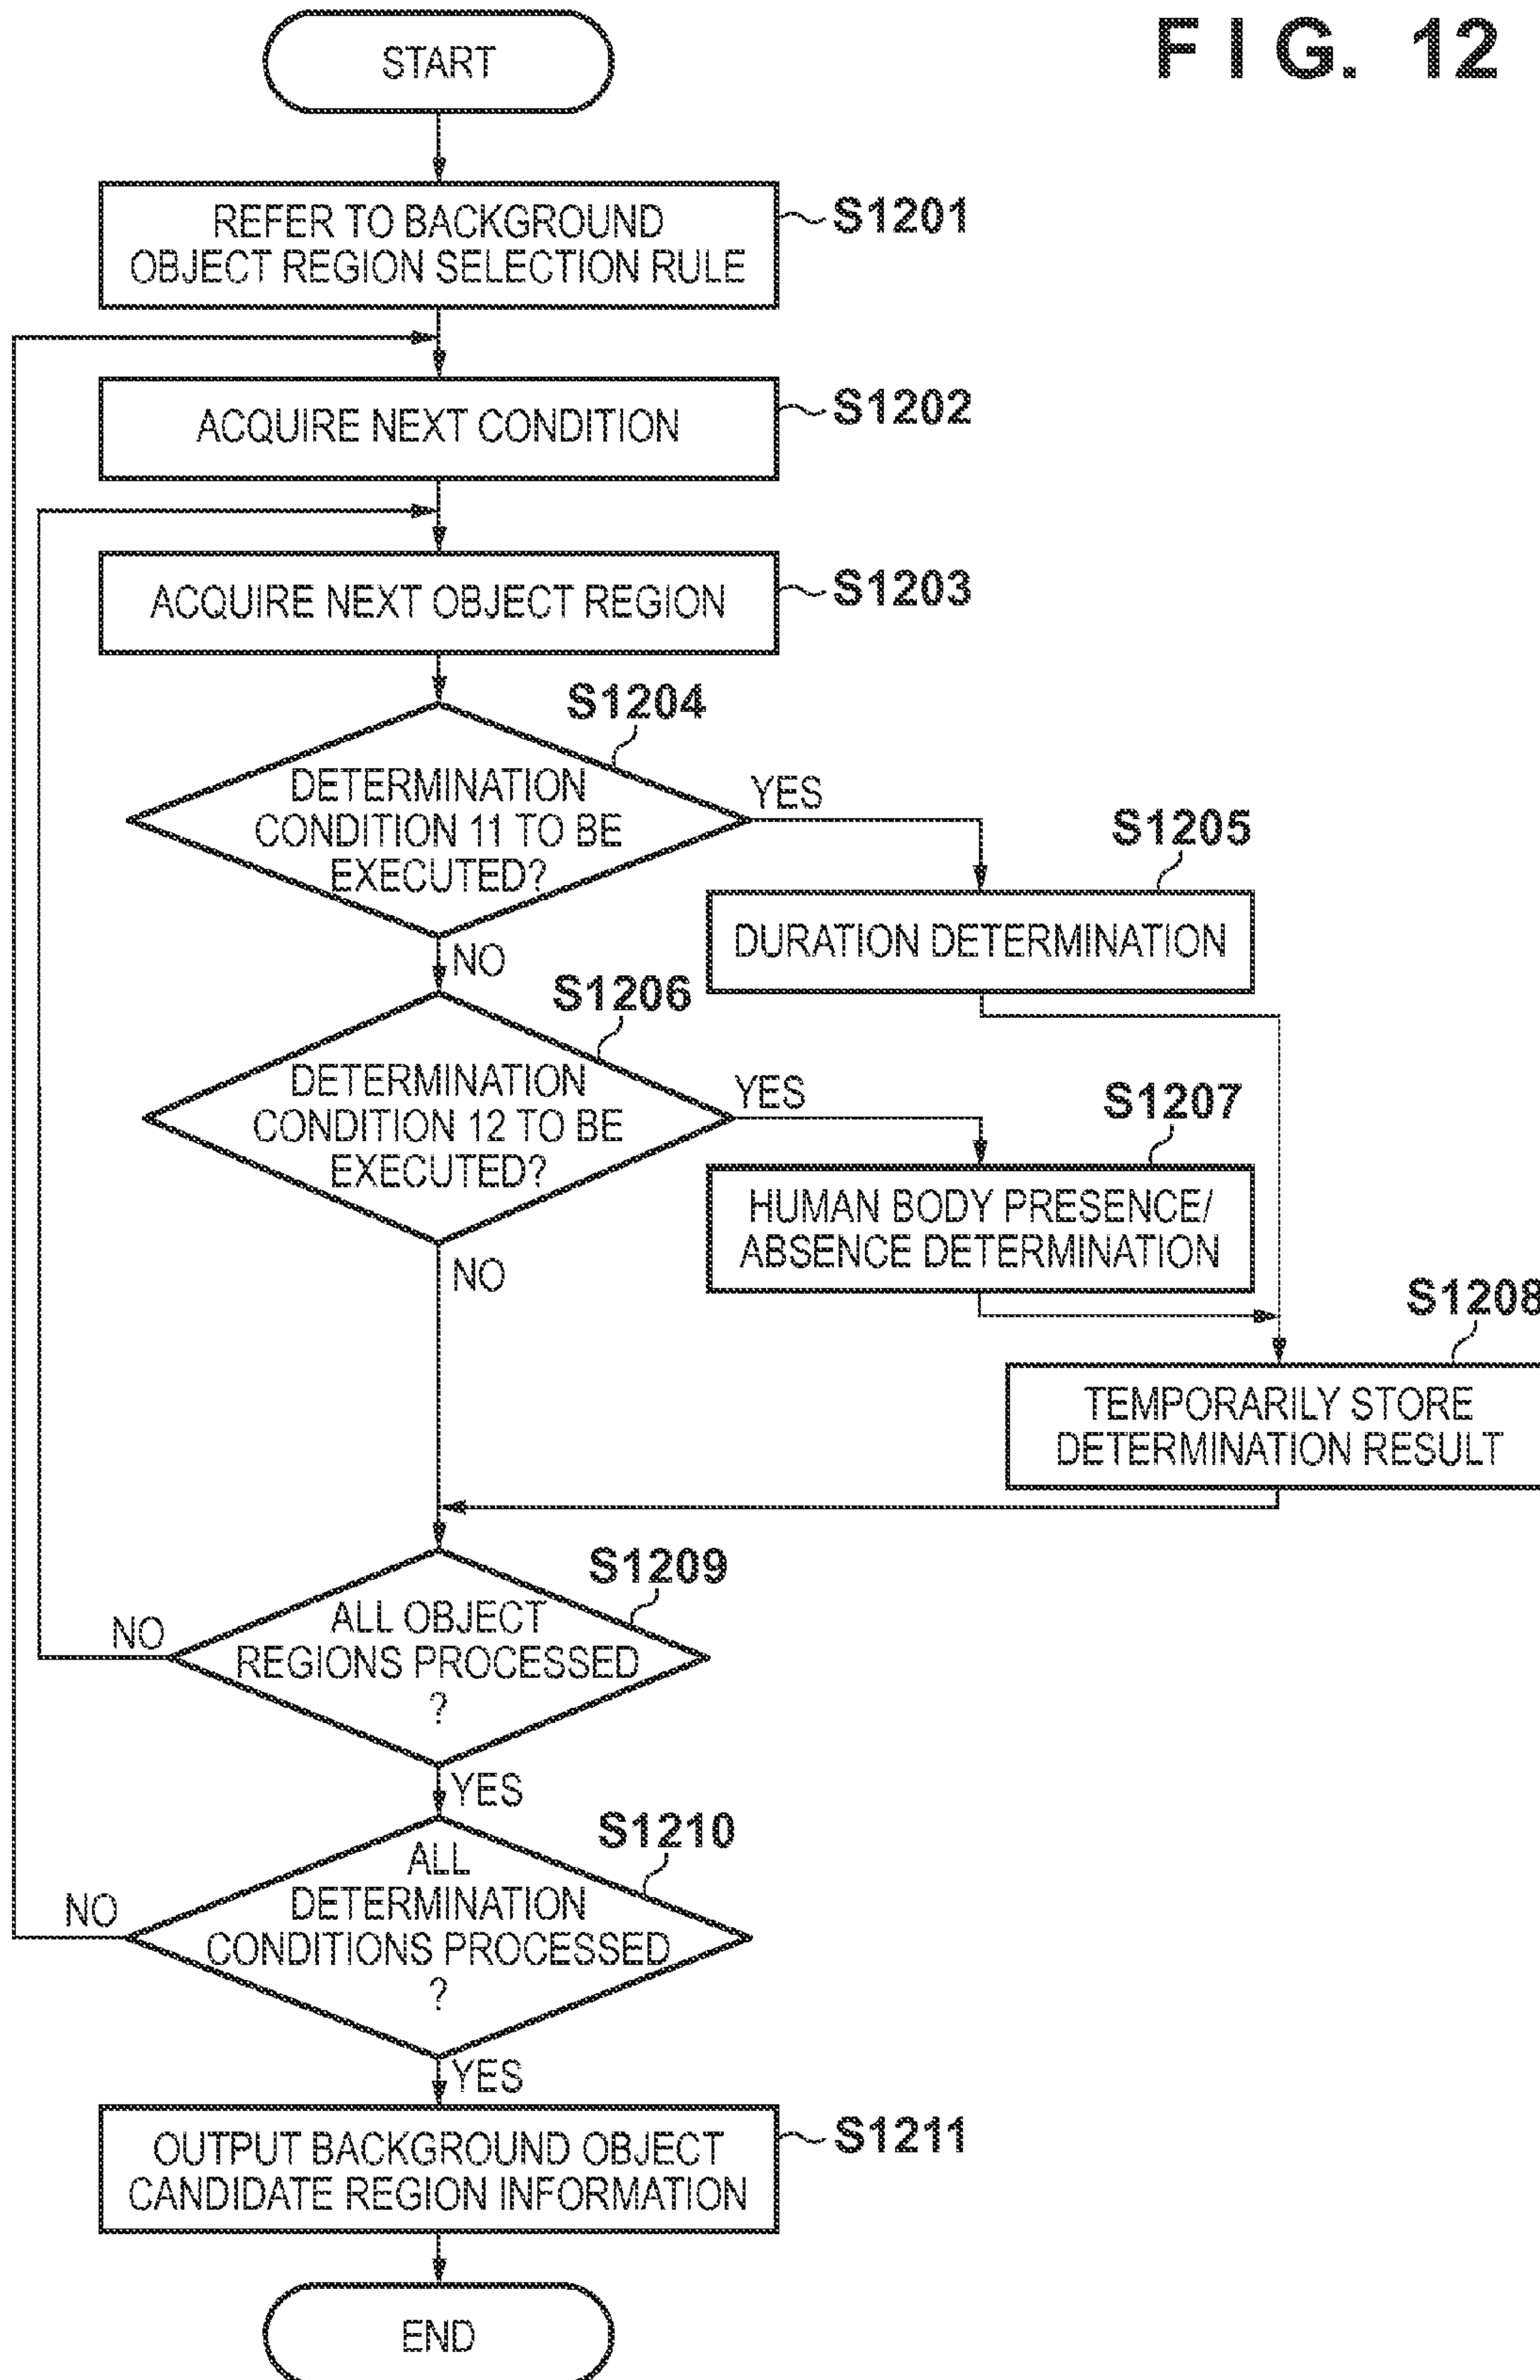 FIG. 12
START
REFER TO BACKGROUND
OBJECT REGION SELECTION RULE
S1201
ACQUIRE NEXT CONDITION
S1202
ACQUIRE NEXT OBJECT REGION
S1203
S1204
DETERMINATION
CONDITION 11 TO BE
EXECUTED?
YES
NO
S1205
DURATION DETERMINATION
S1206
DETERMINATION
CONDITION 12 TO BE
EXECUTED?
YES
NO
S1207
HUMAN BODY PRESENCE/
ABSENCE DETERMINATION
S1208
TEMPORARILY STORE
DETERMINATION RESULT
S1209
ALL OBJECT
REGIONS PROCESSED
?
NO
YES
S1210
ALL
DETERMINATION
CONDITIONS PROCESSED
?
NO
YES
OUTPUT BACKGROUND OBJECT
CANDIDATE REGION INFORMATION
S1211
END